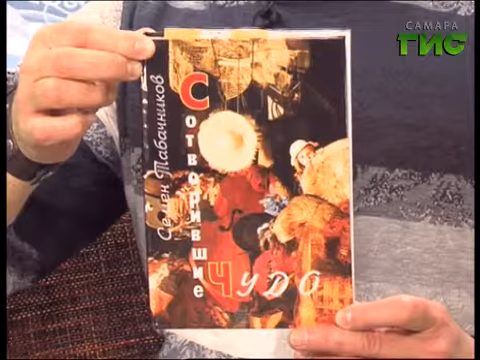 САМАРА
ГИС
Семен Табачников
Сотворившие
Чудо